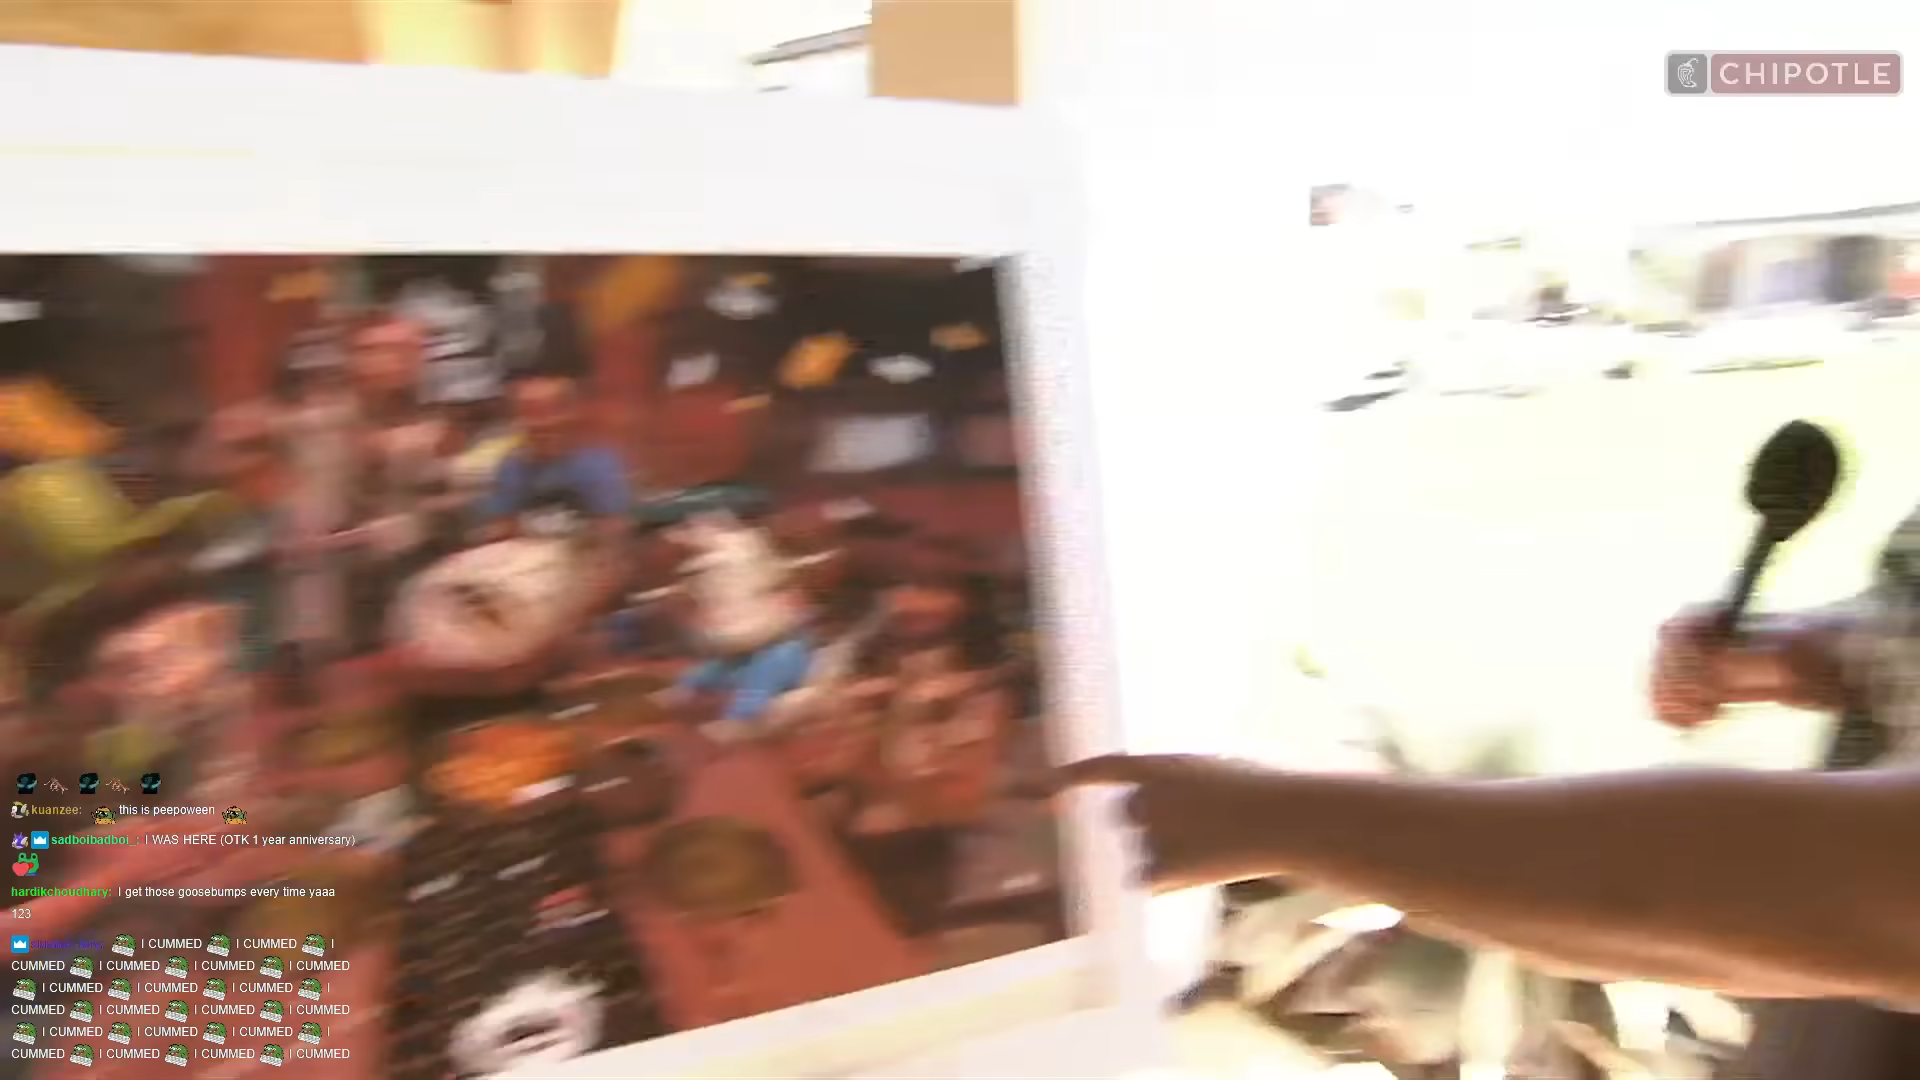 CHIPOTLE
kuanzee: this is peepoween
sadboibadboi_: I WAS HERE (OTK 1 year anniversary)
hardikchoudhary: I get those goosebumps every time yaaa
123
I CUMMED I CUMMED I
CUMMED I CUMMED I CUMMED I CUMMED
I CUMMED I CUMMED I CUMMED I
CUMMED I CUMMED I CUMMED I CUMMED
I CUMMED I CUMMED I CUMMED I
CUMMED I CUMMED I CUMMED I CUMMED